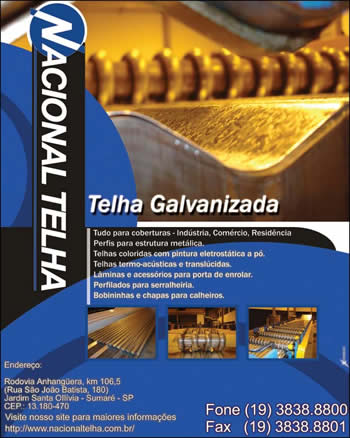 NACIONAL TELHA
Telha Galvanizada
Tudo para coberturas - Indústria, Comércio, Residência
Perfis para estrutura metálica.
Telhas coloridas com pintura eletrostática a pó.
Telhas termo-acústicas e translúcidas.
Lâminas e acessórios para porta de enrolar.
Perfilados para serralheiria.
Bobininhas e chapas para calheiros.
Endereço:
Rodovia Anhangüera, km 106,5
(Rua São João Batista, 180)
Jardim Santa Ollívia - Sumaré - SP
CEP.: 13.180-470
Visite nosso site para maiores informações
http://www.nacionaltelha.com.br/
Fone (19) 3838.8800
Fax (19) 3838.8801